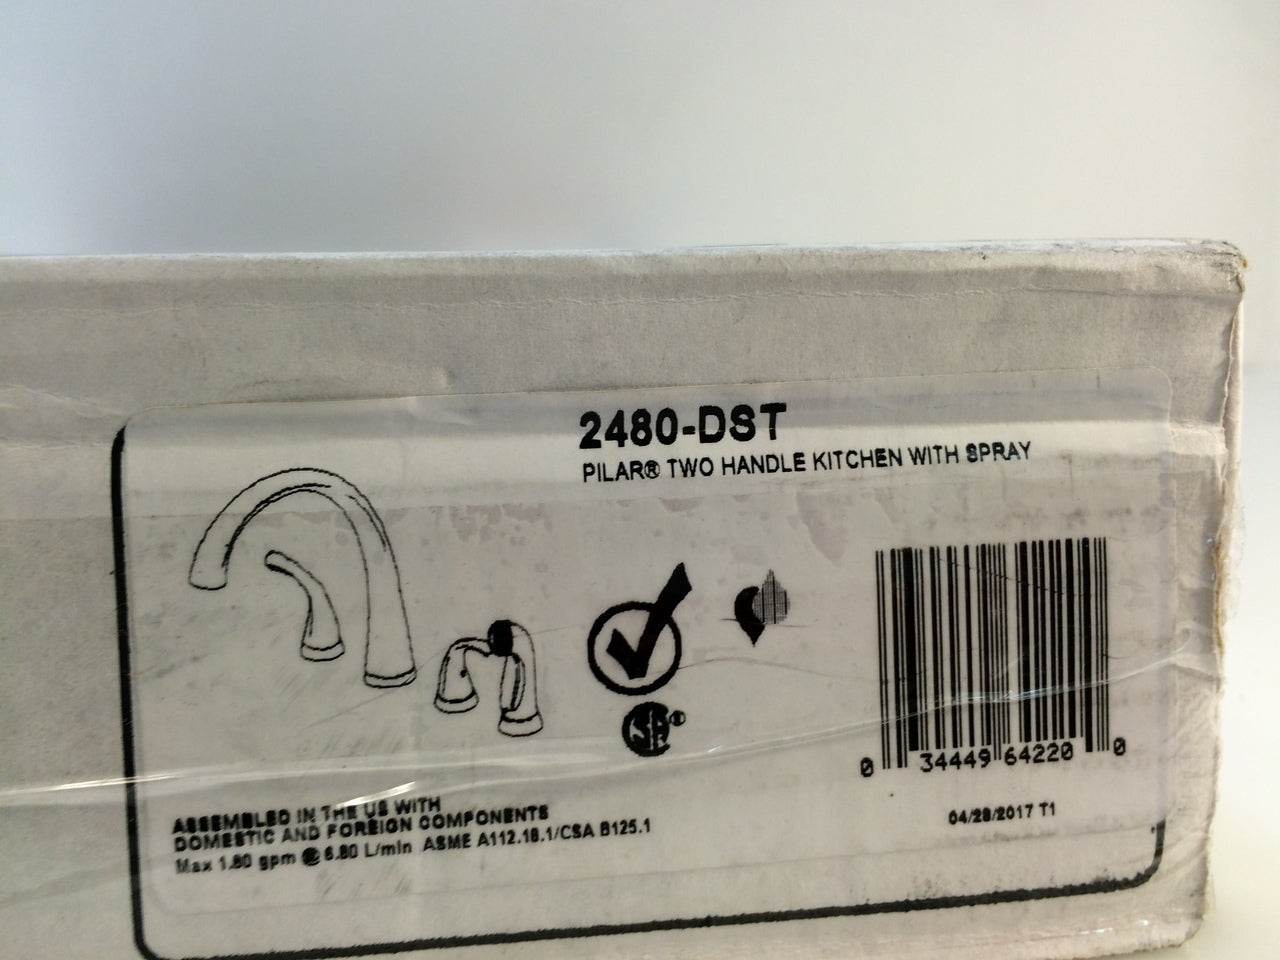 2480-DST
PILAR® TWO HANDLE KITCHEN WITH SPRAY
0 34449 64220 0
04/28/2017 T1
ASSEMBLED IN THE US WITH
DOMESTIC AND FOREIGN COMPONENTS
Max 1.80 gpm @ 6.80 L/min ASME A112.18.1/CSA B125.1